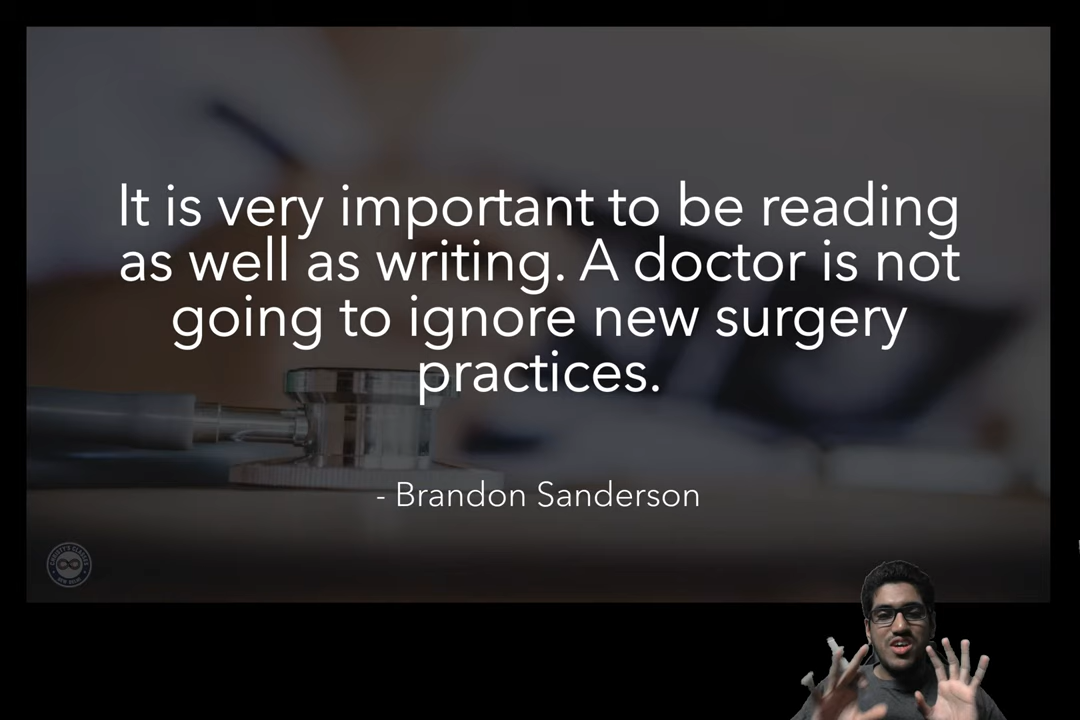 It is very important to be reading
as well as writing. A doctor is not
going to ignore new surgery
practices.
- Brandon Sanderson